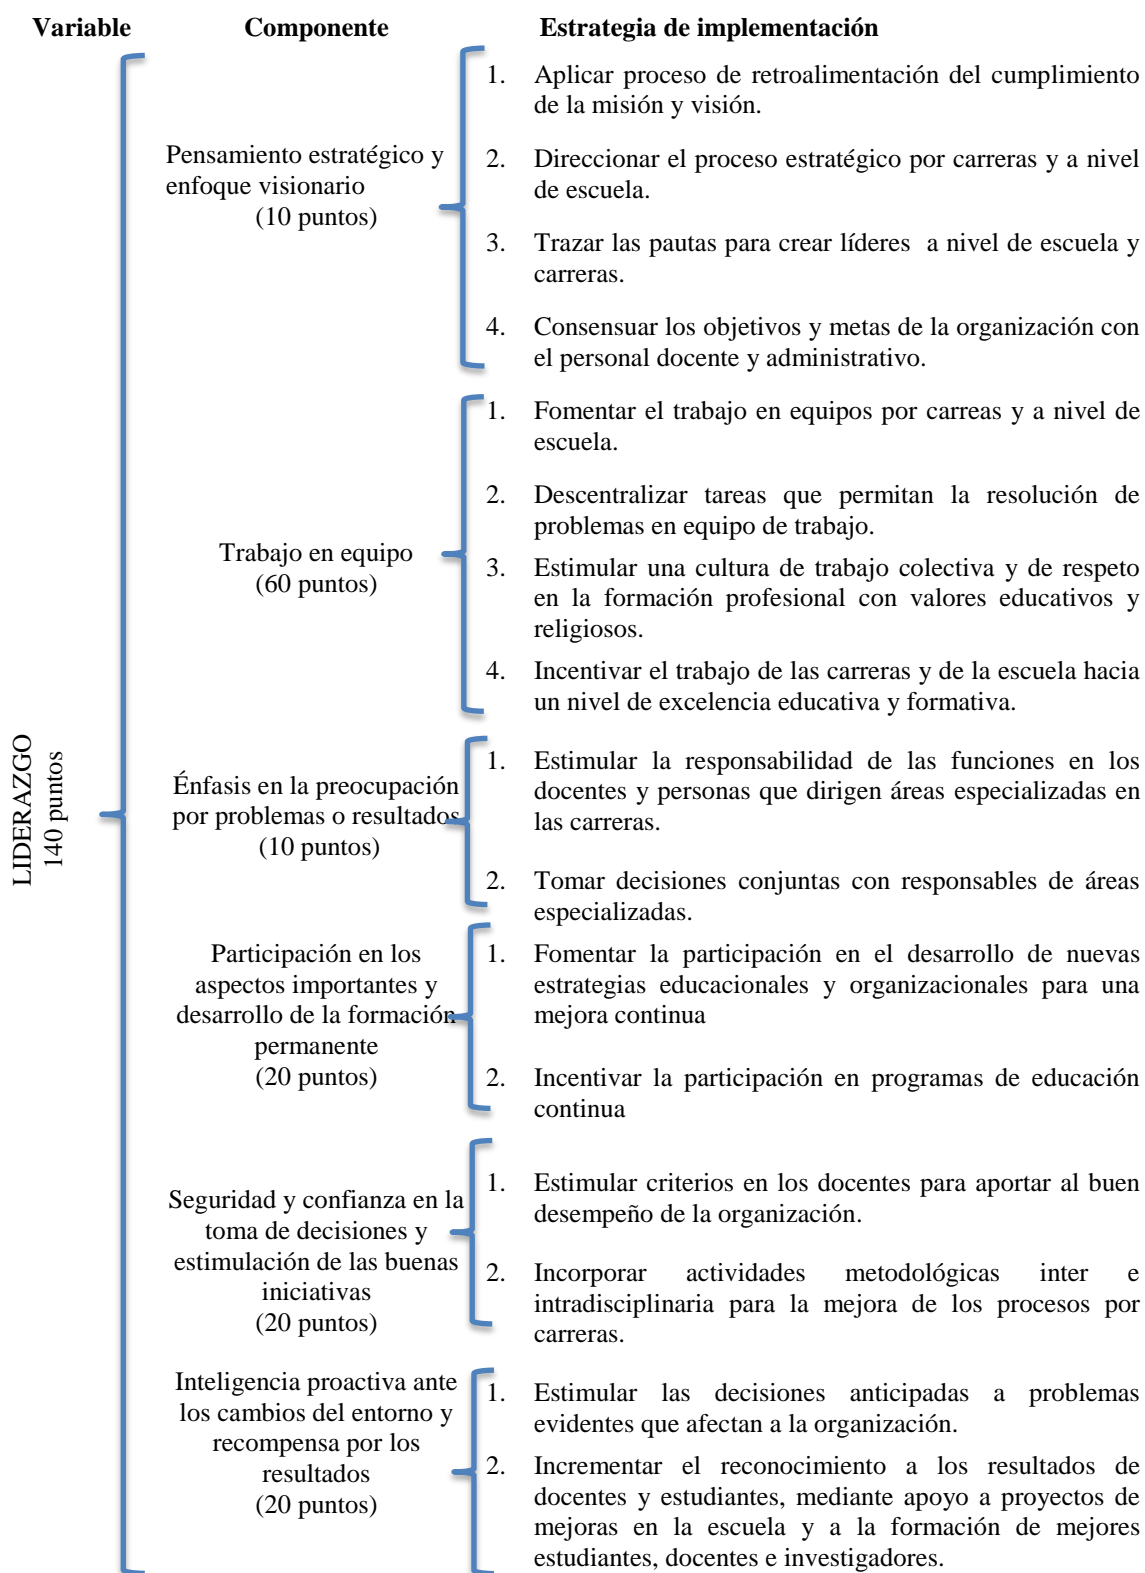 Variable Componente Estrategia de implementación
LIDERAZGO
140 puntos
Pensamiento estratégico y
enfoque visionario
(10 puntos)
1. Aplicar proceso de retroalimentación del cumplimiento
de la misión y visión.
2. Direccionar el proceso estratégico por carreras y a nivel
de escuela.
3. Trazar las pautas para crear líderes a nivel de escuela y
carreras.
4. Consensuar los objetivos y metas de la organización con
el personal docente y administrativo.
Trabajo en equipo
(60 puntos)
1. Fomentar el trabajo en equipos por carreas y a nivel de
escuela.
2. Descentralizar tareas que permitan la resolución de
problemas en equipo de trabajo.
3. Estimular una cultura de trabajo colectiva y de respeto
en la formación profesional con valores educativos y
religiosos.
4. Incentivar el trabajo de las carreras y de la escuela hacia
un nivel de excelencia educativa y formativa.
Énfasis en la preocupación
por problemas o resultados
(10 puntos)
1. Estimular la responsabilidad de las funciones en los
docentes y personas que dirigen áreas especializadas en
las carreras.
2. Tomar decisiones conjuntas con responsables de áreas
especializadas.
Participación en los
aspectos importantes y
desarrollo de la formación
permanente
(20 puntos)
1. Fomentar la participación en el desarrollo de nuevas
estrategias educacionales y organizacionales para una
mejora continua
2. Incentivar la participación en programas de educación
continua
Seguridad y confianza en la
toma de decisiones y
estimulación de las buenas
iniciativas
(20 puntos)
1. Estimular criterios en los docentes para aportar al buen
desempeño de la organización.
2. Incorporar actividades metodológicas inter e
intradisciplinaria para la mejora de los procesos por
carreras.
Inteligencia proactiva ante
los cambios del entorno y
recompensa por los
resultados
(20 puntos)
1. Estimular las decisiones anticipadas a problemas
evidentes que afectan a la organización.
2. Incrementar el reconocimiento a los resultados de
docentes y estudiantes, mediante apoyo a proyectos de
mejoras en la escuela y a la formación de mejores
estudiantes, docentes e investigadores.